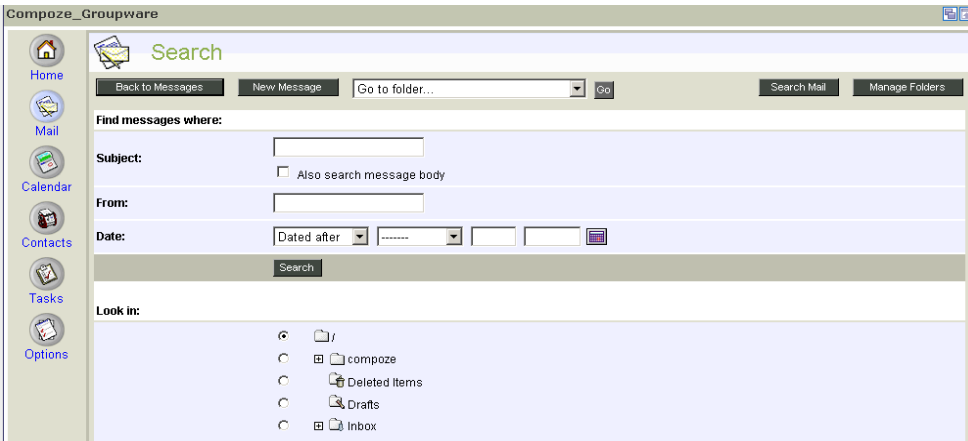 Compoze_Groupware
Search
Home
Back to Messages New Message Go to folder... Go Search Mail Manage Folders
Find messages where:
Mail
Subject:
Also search message body
Calendar
From:
Contacts
Date: Dated after -------
Search
Tasks
Look in:
/
Options
compoze
Deleted Items
Drafts
Inbox